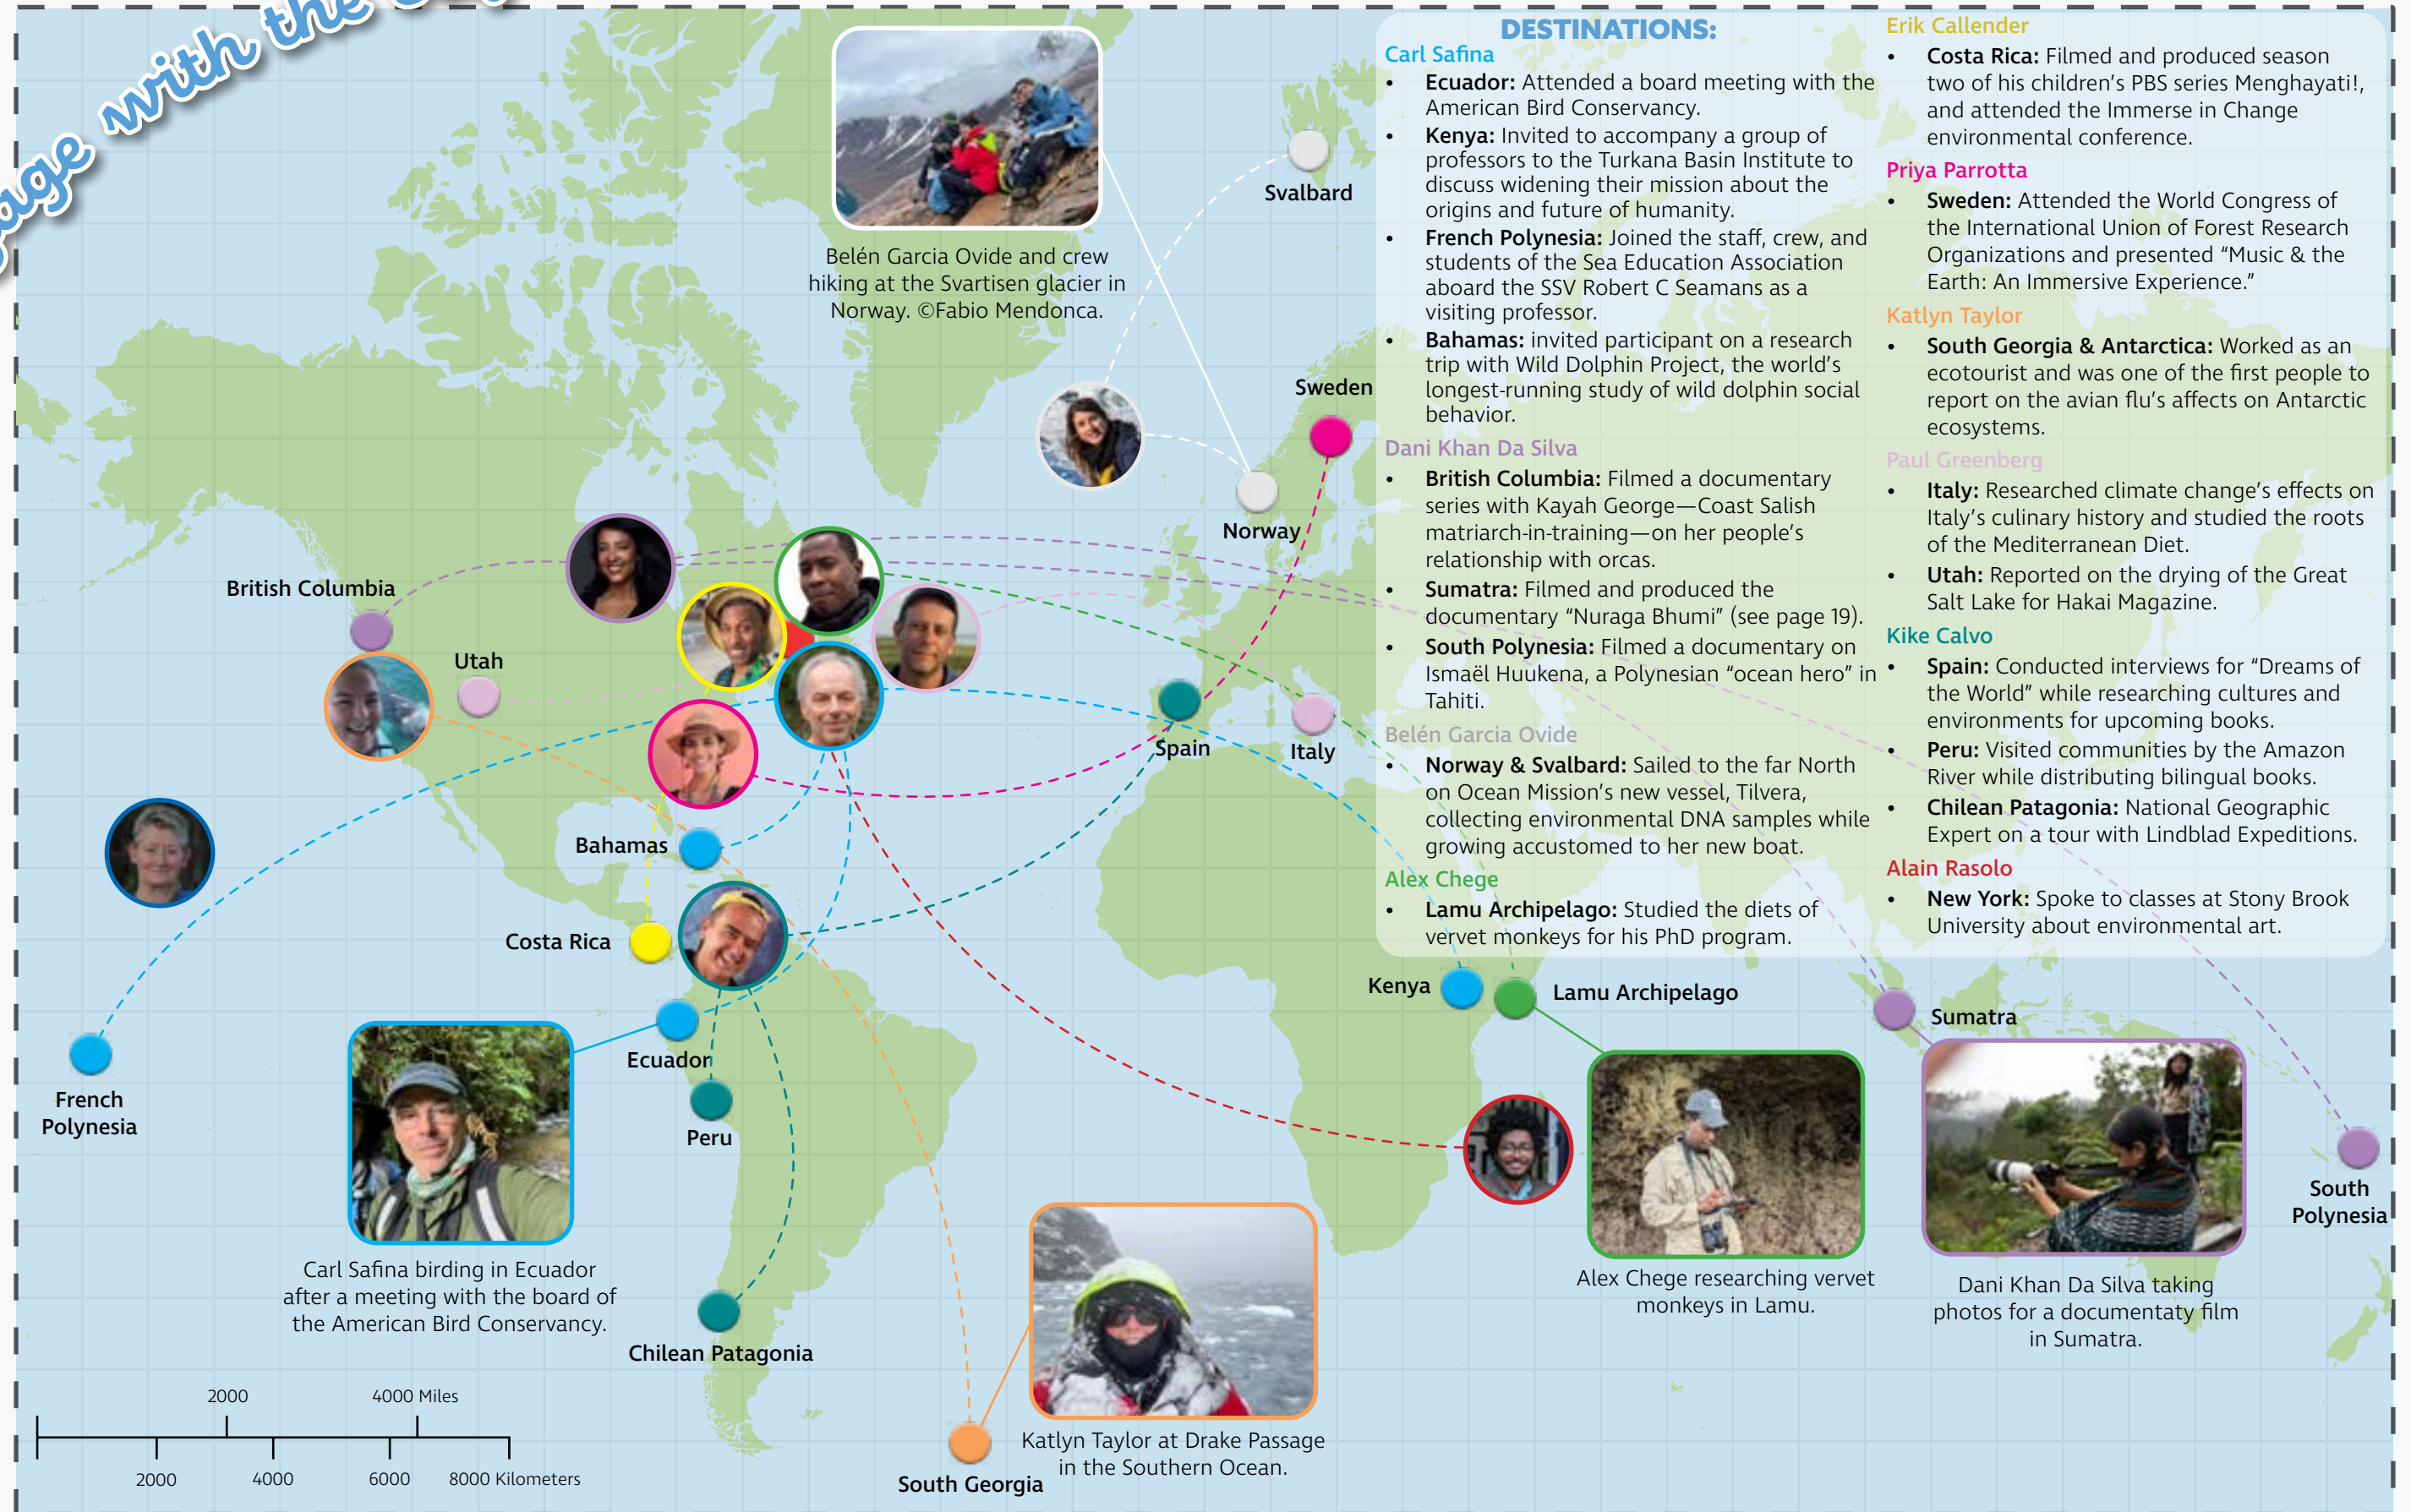 age with the
Belén Garcia Ovide and crew
hiking at the Svartisen glacier in
Norway. ©Fabio Mendonca.
Svalbard
Sweden
Norway
British Columbia
Utah
Spain
Italy
Bahamas
Costa Rica
Kenya
Lamu Archipelago
Sumatra
Ecuador
French
Polynesia
Peru
South
Polynesia
Carl Safina birding in Ecuador
after a meeting with the board of
the American Bird Conservancy.
Chilean Patagonia
Alex Chege researching vervet
monkeys in Lamu.
Dani Khan Da Silva taking
photos for a documentaty film
in Sumatra.
Katlyn Taylor at Drake Passage
in the Southern Ocean.
South Georgia
2000 4000 Miles
2000 4000 6000 8000 Kilometers
DESTINATIONS:
Carl Safina
• Ecuador: Attended a board meeting with the
American Bird Conservancy.
• Kenya: Invited to accompany a group of
professors to the Turkana Basin Institute to
discuss widening their mission about the
origins and future of humanity.
• French Polynesia: Joined the staff, crew, and
students of the Sea Education Association
aboard the SSV Robert C Seamans as a
visiting professor.
• Bahamas: invited participant on a research
trip with Wild Dolphin Project, the world's
longest-running study of wild dolphin social
behavior.
Dani Khan Da Silva
• British Columbia: Filmed a documentary
series with Kayah George—Coast Salish
matriarch-in-training—on her people's
relationship with orcas.
• Sumatra: Filmed and produced the
documentary “Nuraga Bhumi” (see page 19).
• South Polynesia: Filmed a documentary on
Ismaël Huukena, a Polynesian “ocean hero” in
Tahiti.
Belén Garcia Ovide
• Norway & Svalbard: Sailed to the far North
on Ocean Mission's new vessel, Tilvera,
collecting environmental DNA samples while
growing accustomed to her new boat.
Alex Chege
• Lamu Archipelago: Studied the diets of
vervet monkeys for his PhD program.
Erik Callender
• Costa Rica: Filmed and produced season
two of his children's PBS series Menghayati!,
and attended the Immerse in Change
environmental conference.
Priya Parrotta
• Sweden: Attended the World Congress of
the International Union of Forest Research
Organizations and presented “Music & the
Earth: An Immersive Experience.”
Katlyn Taylor
• South Georgia & Antarctica: Worked as an
ecotourist and was one of the first people to
report on the avian flu's affects on Antarctic
ecosystems.
Paul Greenberg
• Italy: Researched climate change's effects on
Italy's culinary history and studied the roots
of the Mediterranean Diet.
• Utah: Reported on the drying of the Great
Salt Lake for Hakai Magazine.
Kike Calvo
• Spain: Conducted interviews for “Dreams of
the World” while researching cultures and
environments for upcoming books.
• Peru: Visited communities by the Amazon
River while distributing bilingual books.
• Chilean Patagonia: National Geographic
Expert on a tour with Lindblad Expeditions.
Alain Rasolo
• New York: Spoke to classes at Stony Brook
University about environmental art.